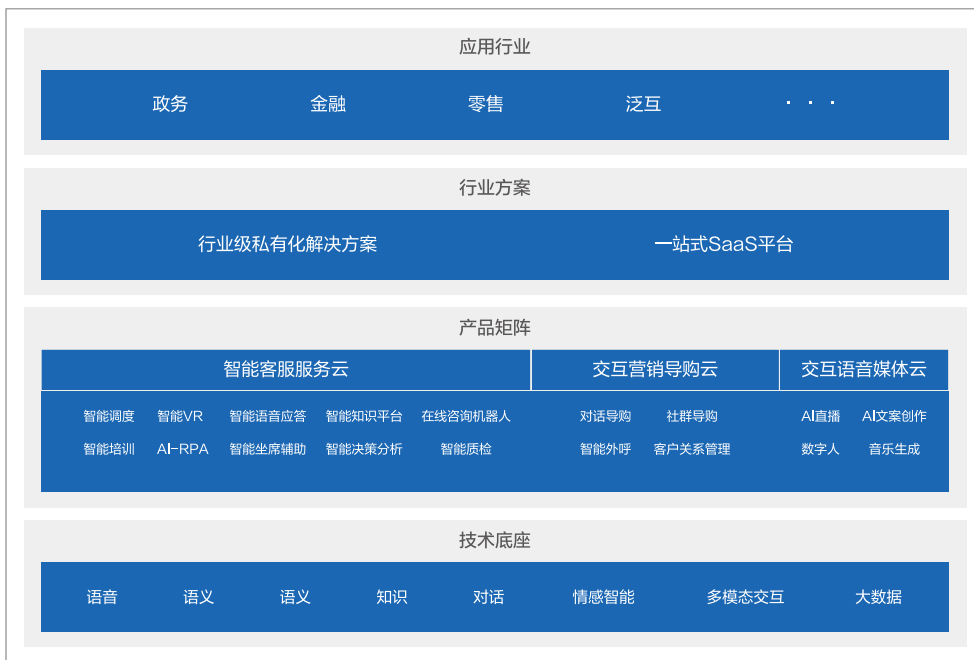 应用行业
政务 金融 零售 泛互 · · ·
行业方案
行业级私有化解决方案 一站式SaaS平台
产品矩阵
智能客服服务云 交互营销导购云 交互语音媒体云
智能调度 智能VR 智能语音应答 智能知识平台 在线咨询机器人 对话导购 社群导购 AI直播 AI文案创作
智能培训 AI-RPA 智能坐席辅助 智能决策分析 智能质检 智能外呼 客户关系管理 数字人 音乐生成
技术底座
语音 语义 语义 知识 对话 情感智能 多模态交互 大数据